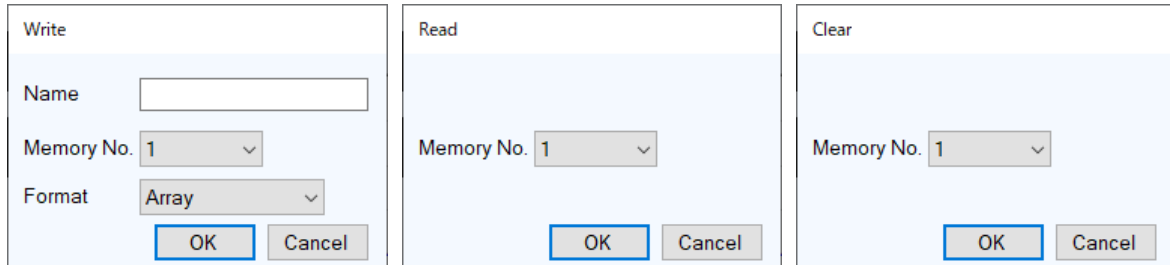 Write
Name
Memory No. 1
Format Array
OK Cancel
Read
Memory No. 1
OK Cancel
Clear
Memory No. 1
OK Cancel